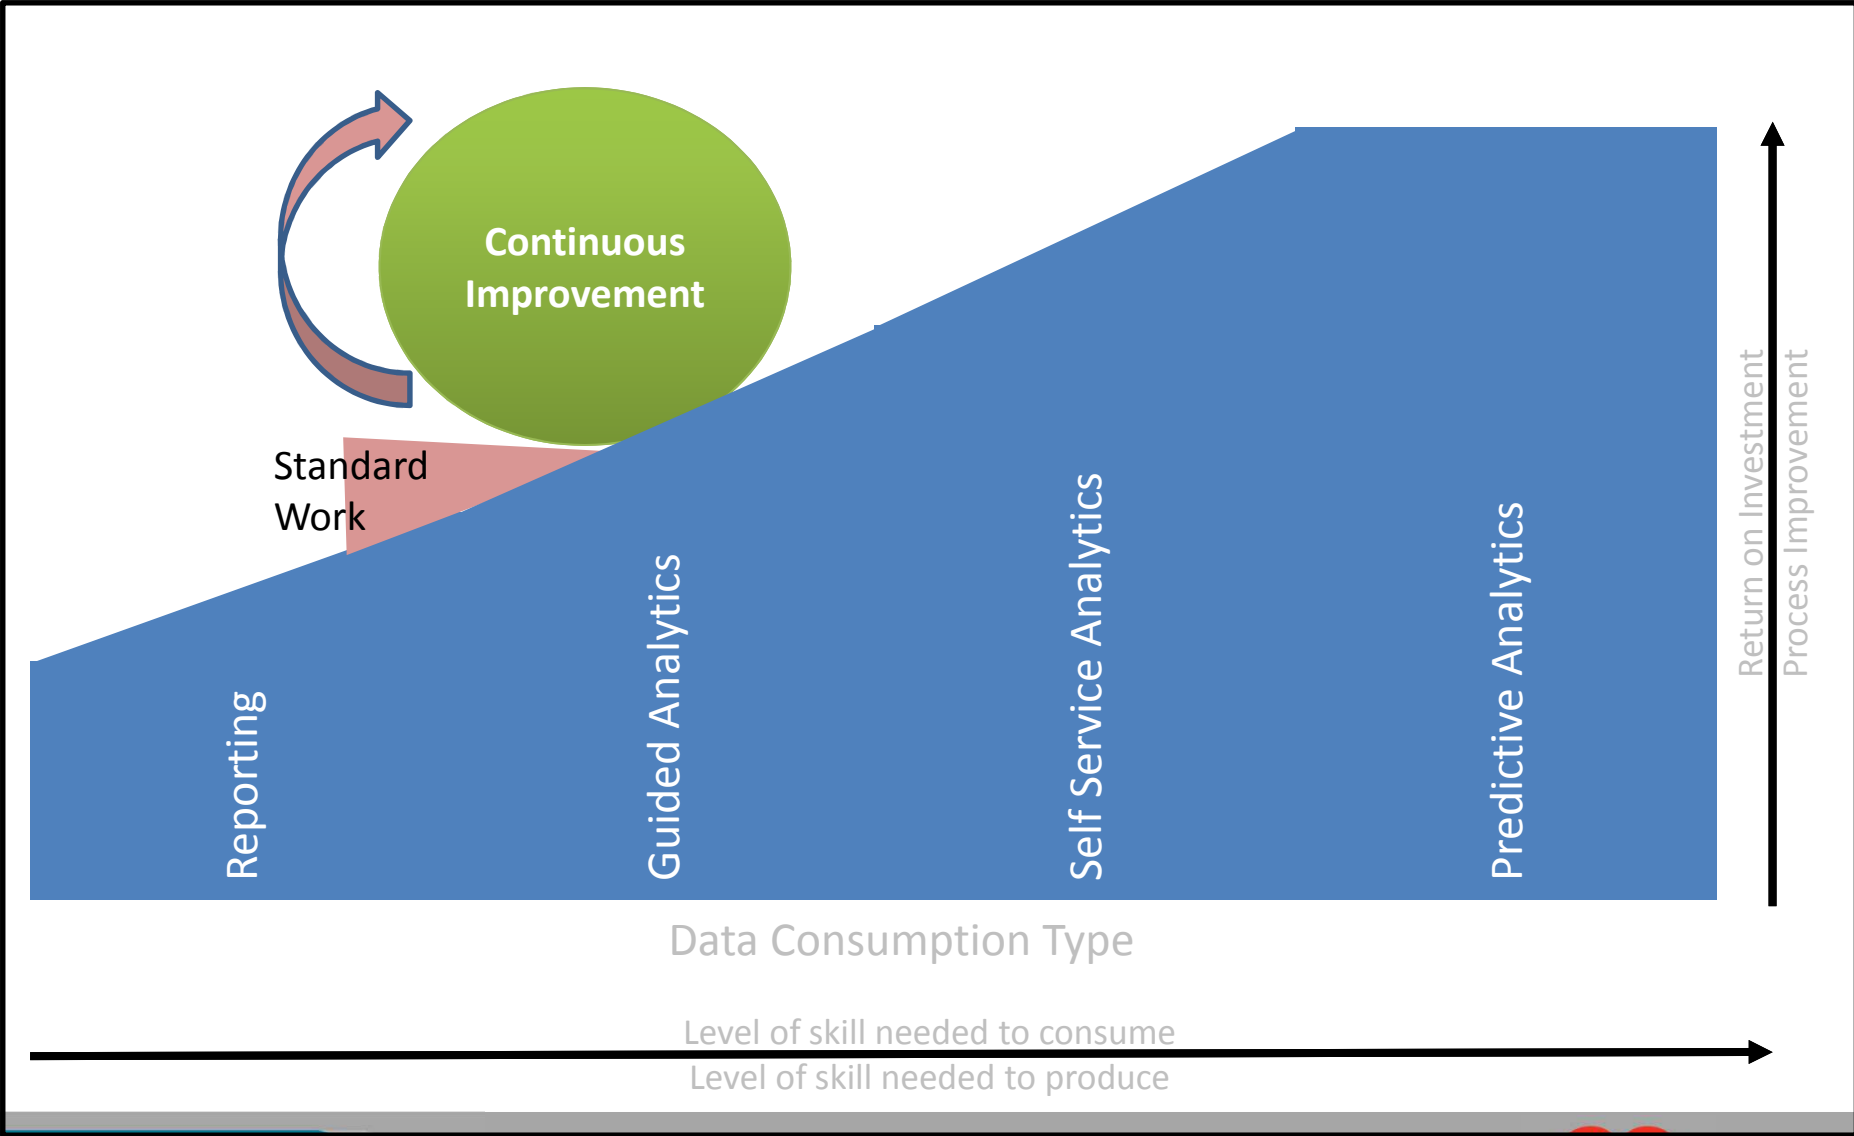 Continuous
Improvement
Standard
Work
Reporting
Guided Analytics
Self Service Analytics
Predictive Analytics
Return on Investment
Process Improvement
Data Consumption Type
Level of skill needed to consume
Level of skill needed to produce